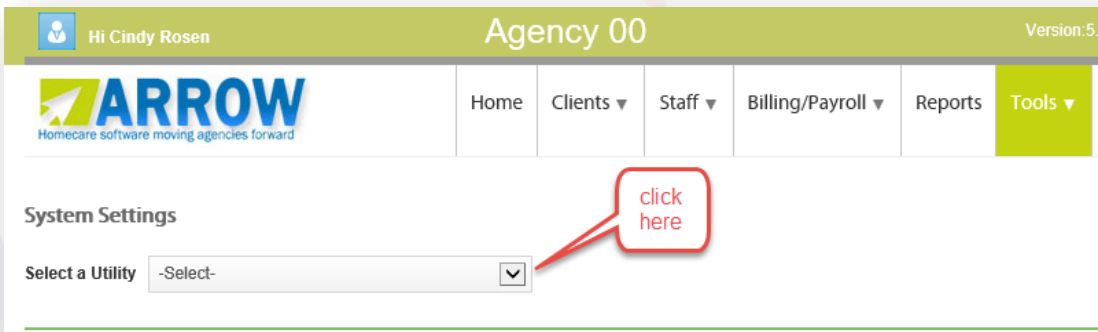 Hi Cindy Rosen
Agency 00
Version:5.
ARROW
Homecare software moving agencies forward
Home
Clients ▼
Staff ▼
Billing/Payroll ▼
Reports
Tools ▼
System Settings
click
here
Select a Utility
-Select-